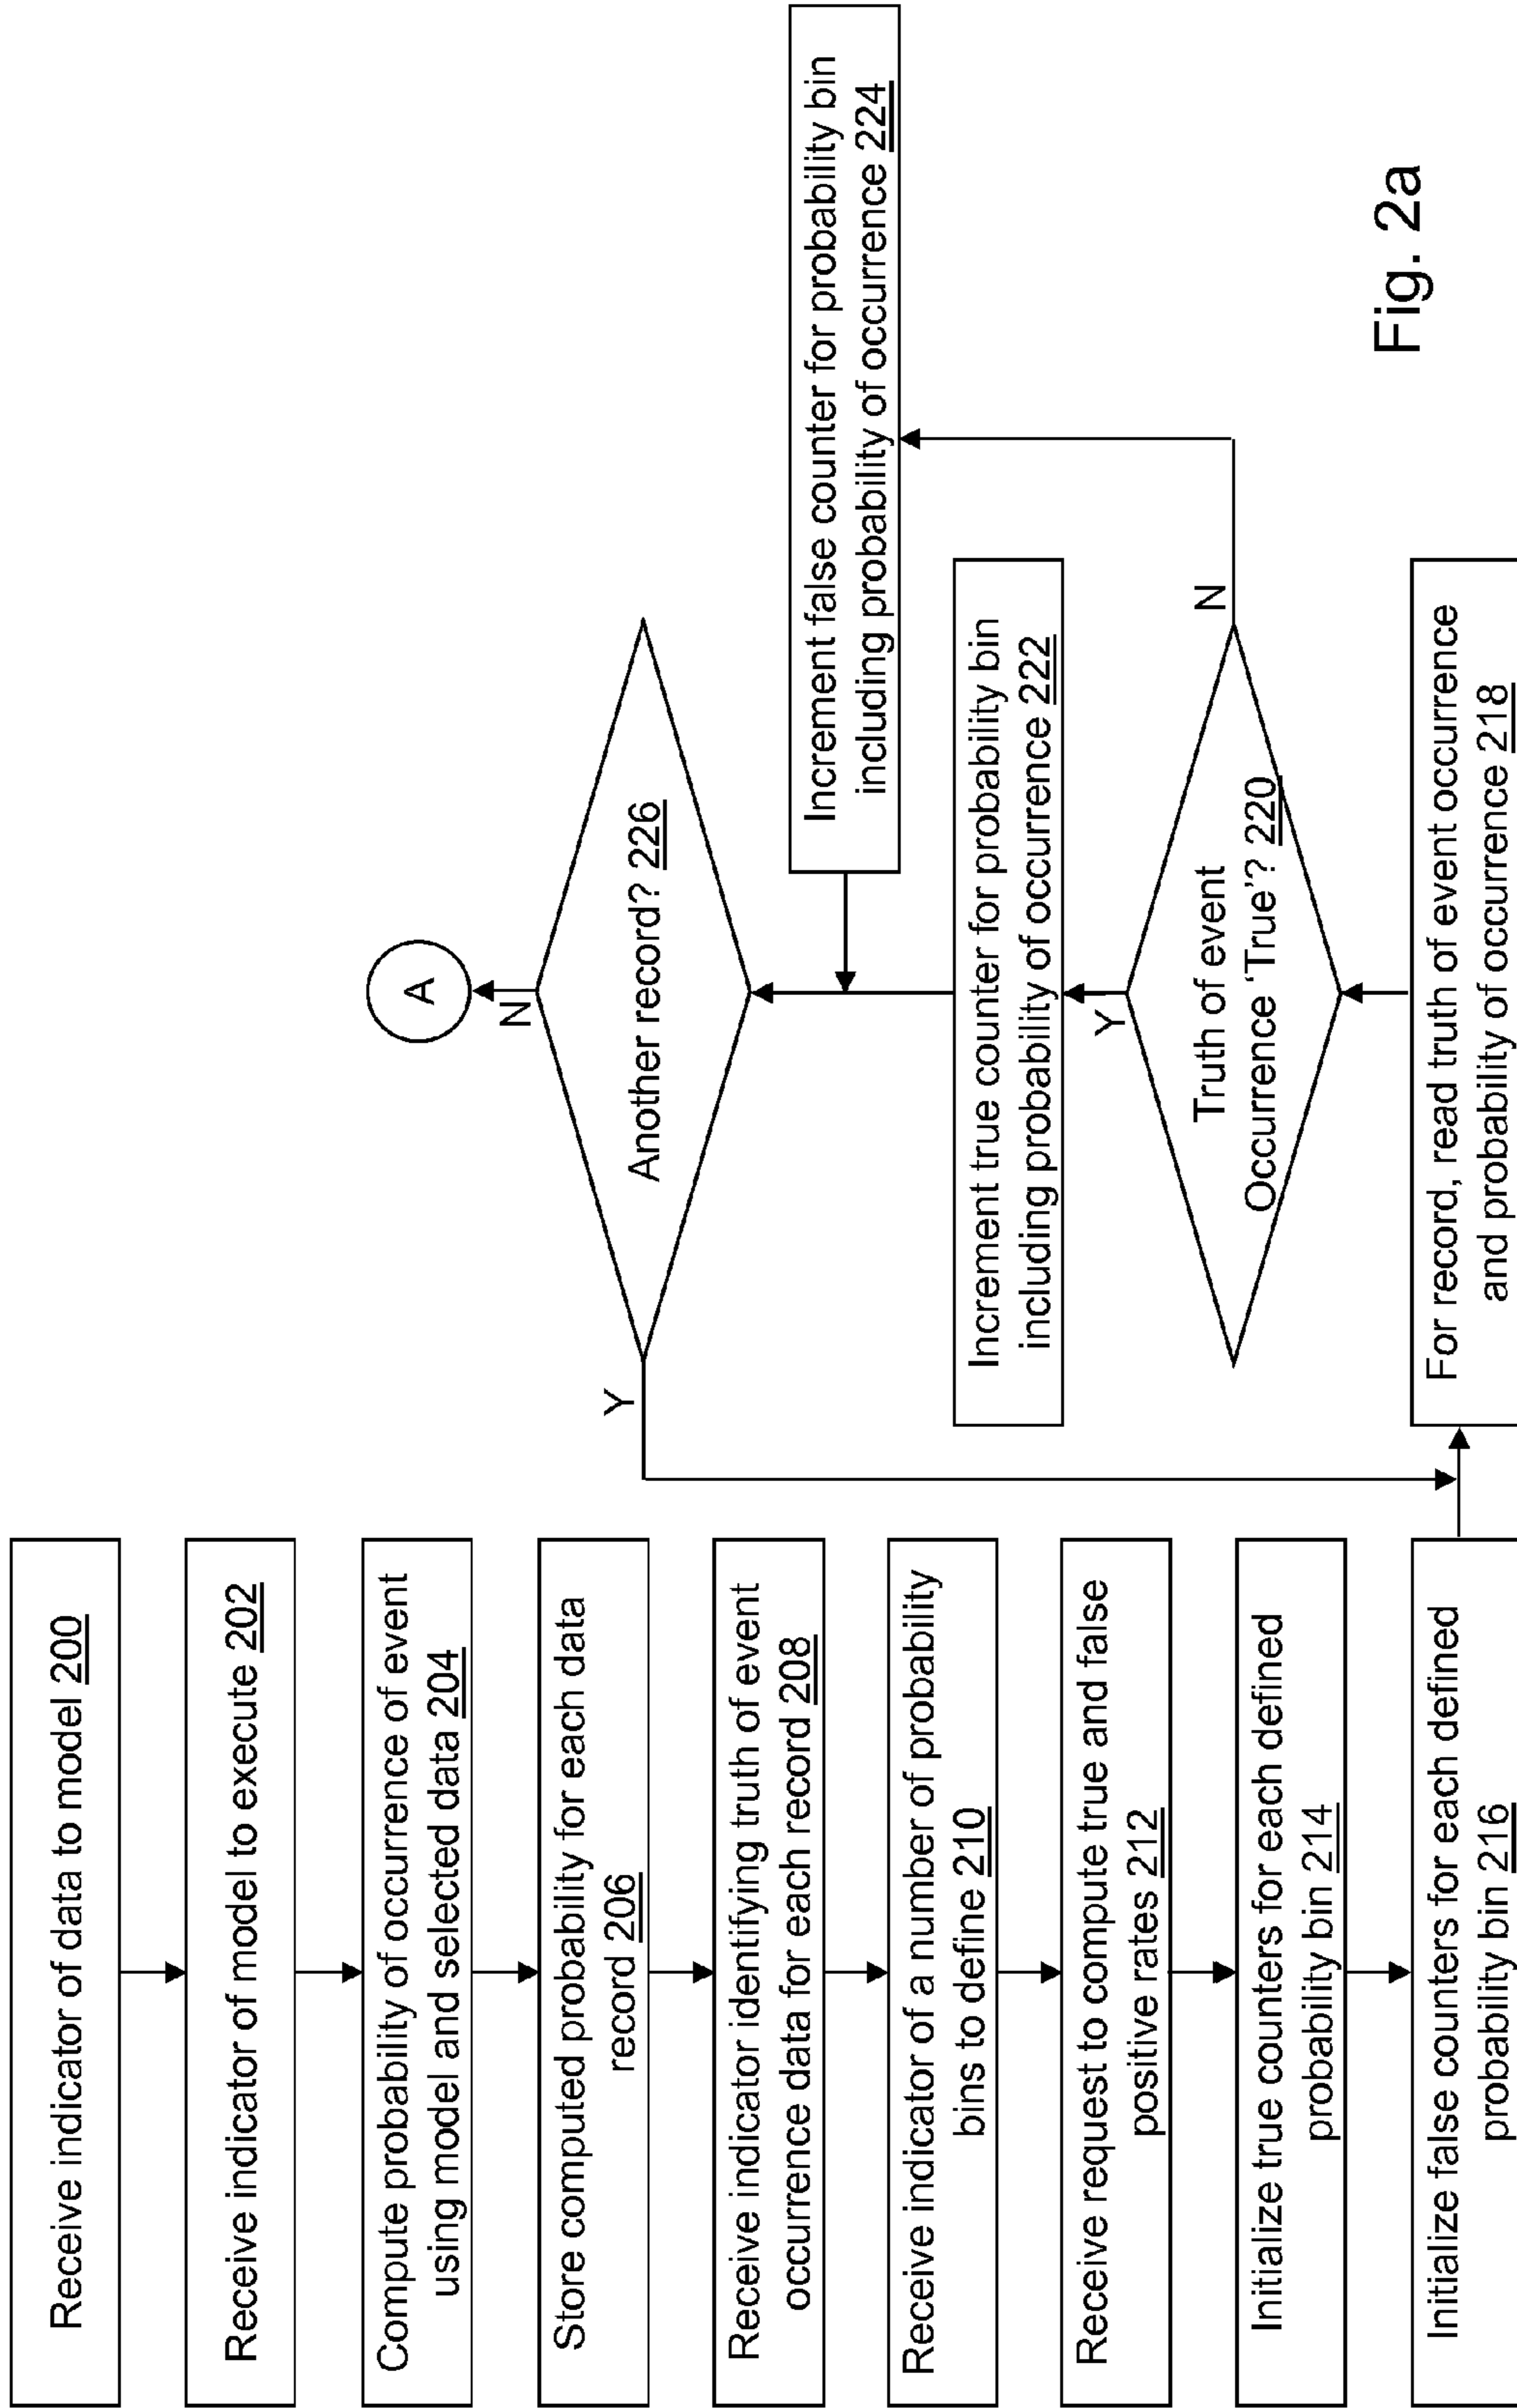 Receive indicator of data to model 200
Receive indicator of model to execute 202
Compute probability of occurrence of event
using model and selected data 204
Store computed probability for each data
record 206
Receive indicator identifying truth of event
occurrence data for each record 208
Receive indicator of a number of probability
bins to define 210
Receive request to compute true and false
positive rates 212
Initialize true counters for each defined
probability bin 214
Initialize false counters for each defined
probability bin 216
For record, read truth of event occurrence
and probability of occurrence 218
Truth of event
Occurrence ‘True’? 220
Y
N
Increment true counter for probability bin
including probability of occurrence 222
Increment false counter for probability bin
including probability of occurrence 224
Another record? 226
Y
N
A
Fig. 2a